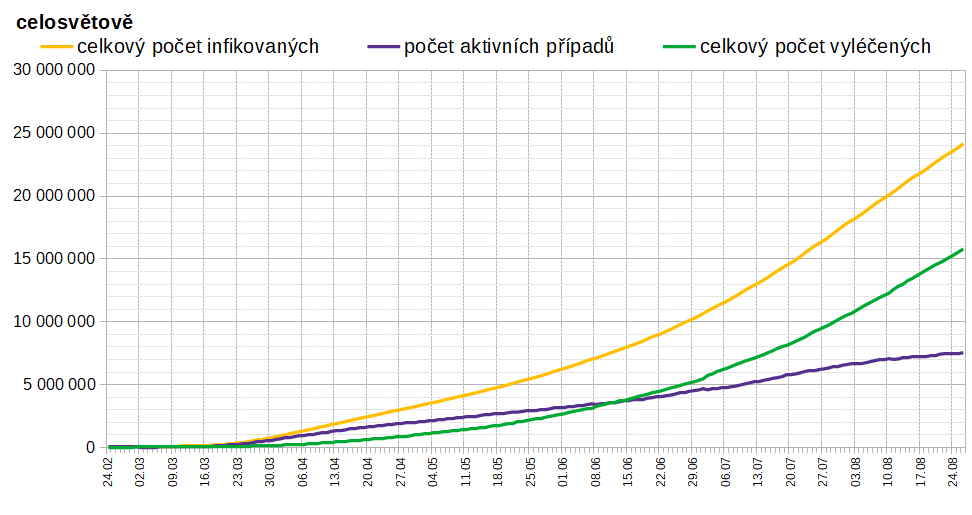 celosvětově
celkový počet infikovaných počet aktivních případů celkový počet vyléčených
30 000 000
25 000 000
20 000 000
15 000 000
10 000 000
5 000 000
0
24.02 02.03 09.03 16.03 23.03 30.03 06.04 13.04 20.04 27.04 04.05 11.05 18.05 25.05 01.06 08.06 15.06 22.06 29.06 06.07 13.07 20.07 27.07 03.08 10.08 17.08 24.08